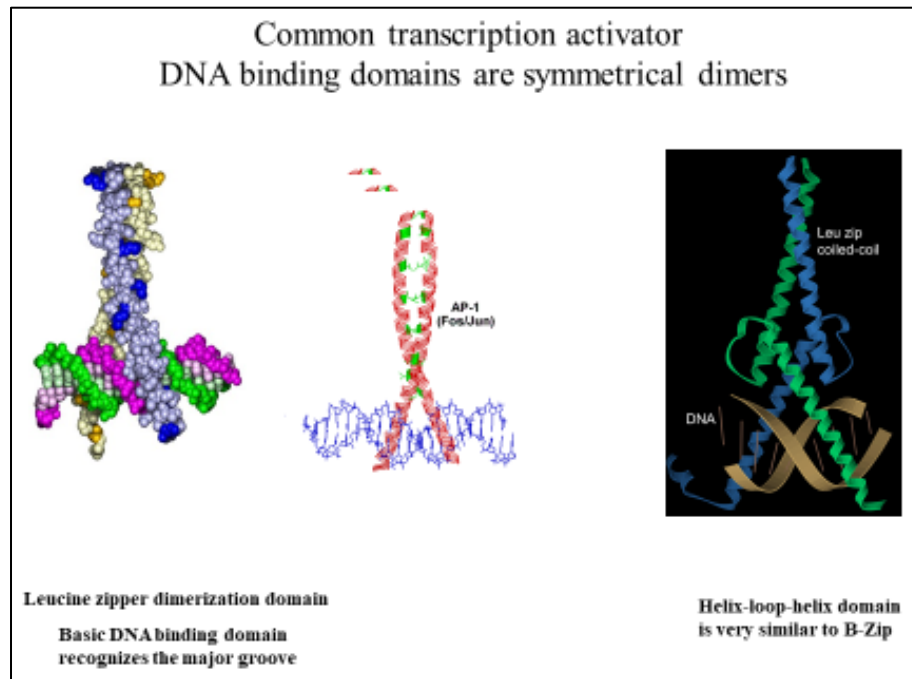 Common transcription activator
DNA binding domains are symmetrical dimers
AP-1
(Fos/Jun)
Leu zip
coiled-coil
DNA
Leucine zipper dimerization domain
Basic DNA binding domain
recognizes the major groove
Helix-loop-helix domain
is very similar to B-Zip